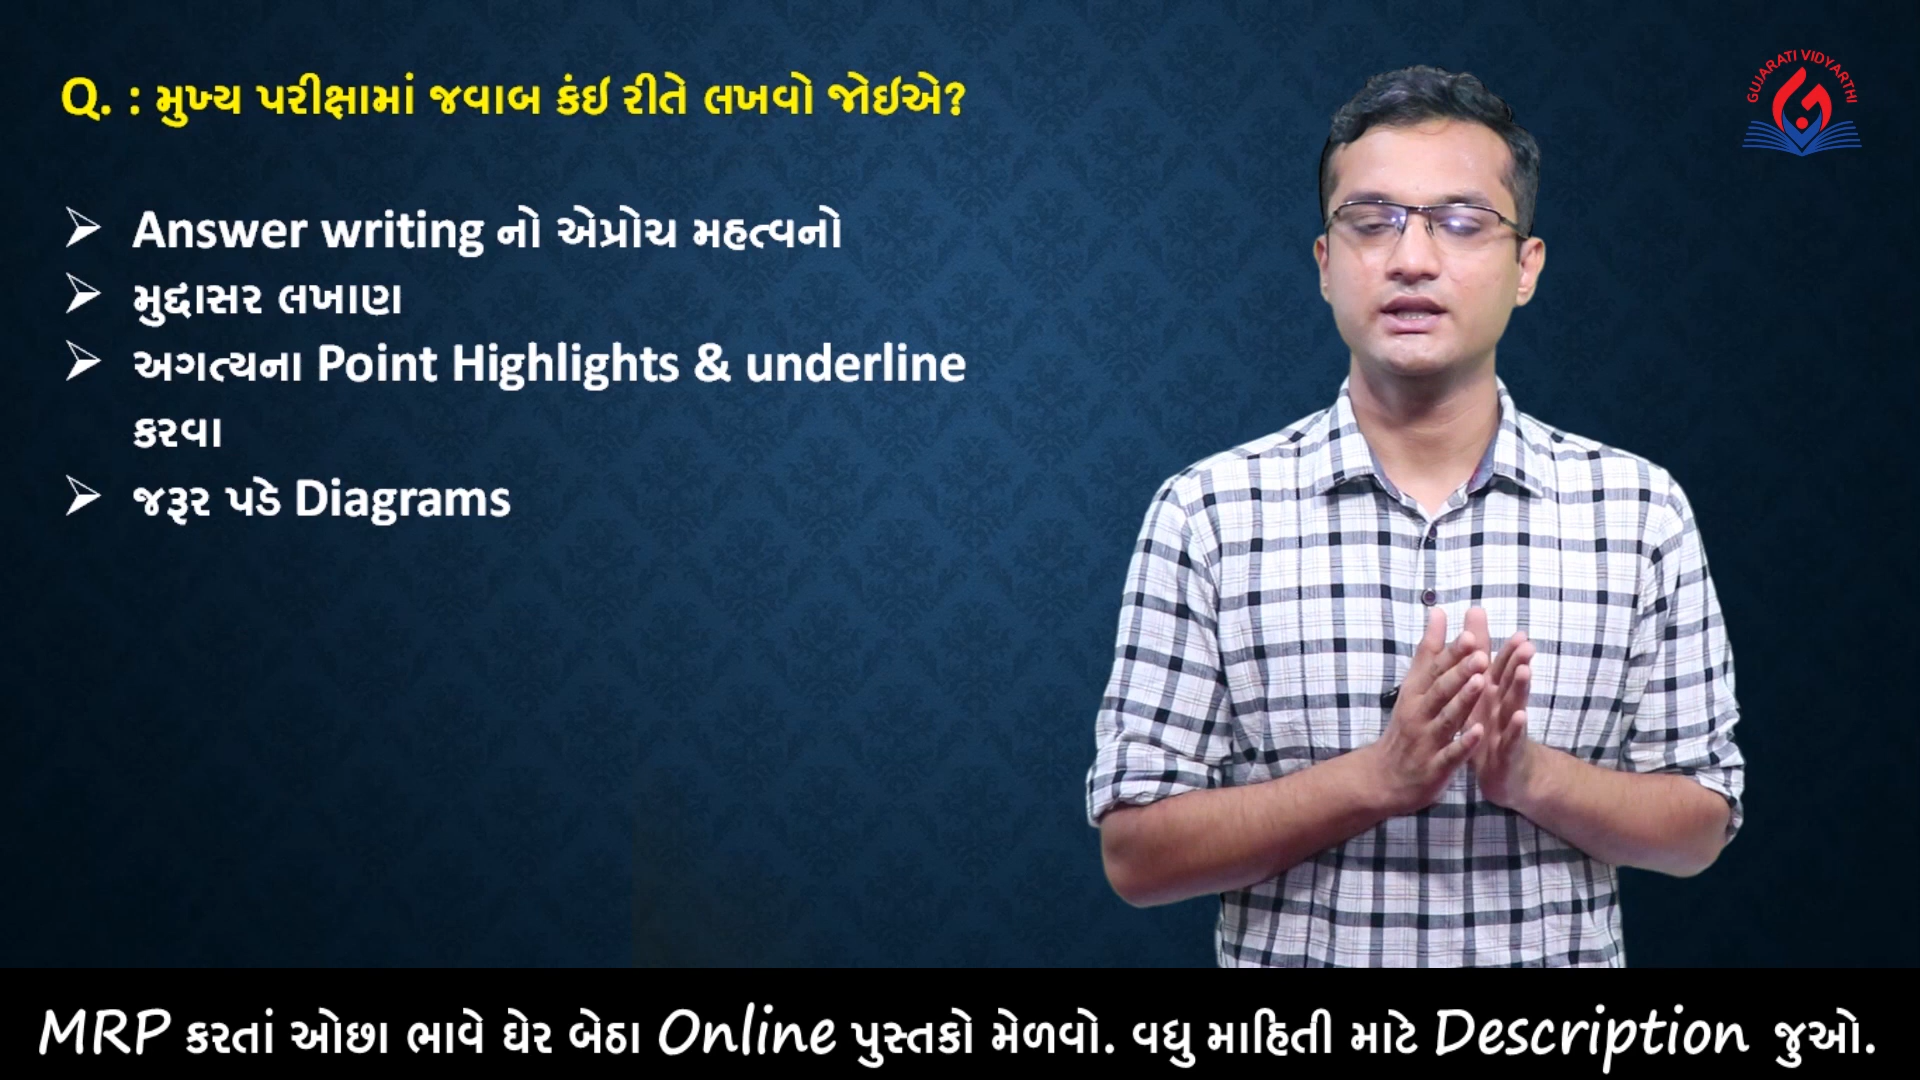 Q. : મુખ્ય પરીક્ષામાં જવાબ કંઇ રીતે લખવો જોઇએ?
GUJARATI VIDYARTHI
➢ Answer writing નો એપ્રોચ મહત્વનો
➢ મુદ્દાસર લખાણ
➢ અગત્યના Point Highlights & underline
કરવા
➢ જરૂર પડે Diagrams
MRP કરતાં ઓછા ભાવે ઘેર બેઠા Online પુસ્તકો મેળવો. વધુ માહિતી માટે Description જુઓ.